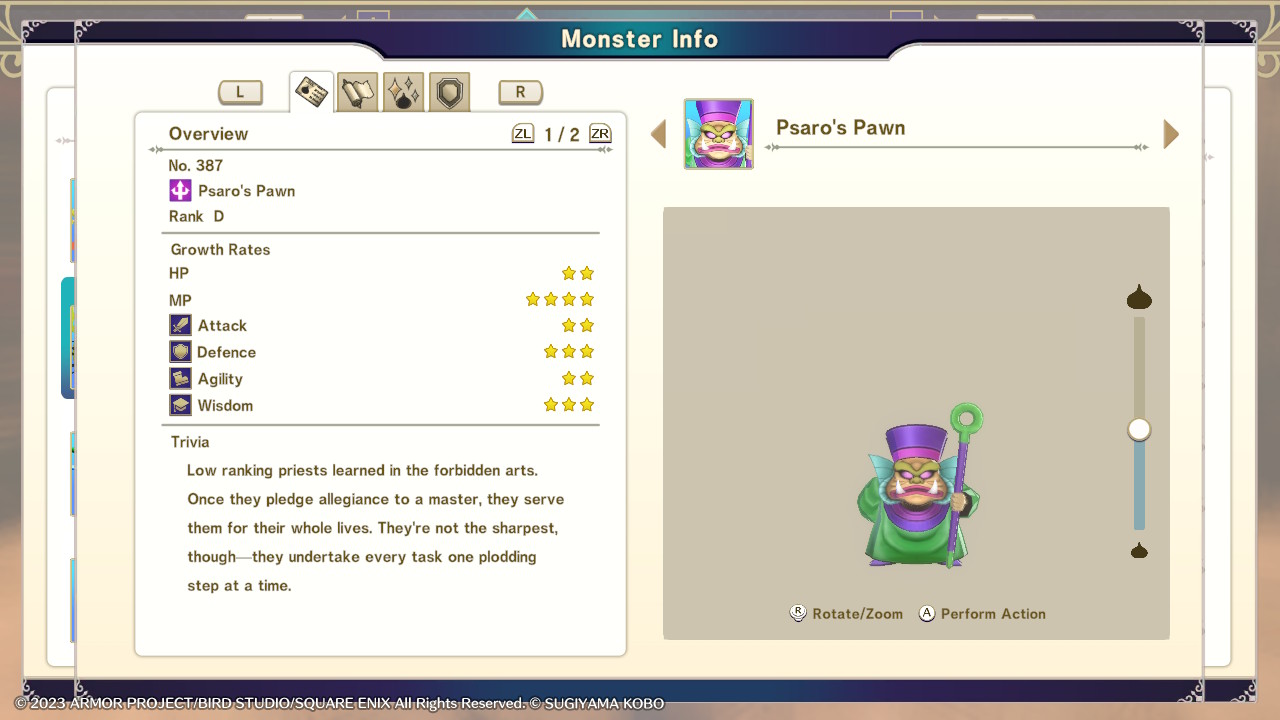 Monster Info
L
R
Overview
ZL 1 / 2 ZR
No. 387
Psaro's Pawn
Rank D
Growth Rates
HP
MP
Attack
Defence
Agility
Wisdom
Trivia
Low ranking priests learned in the forbidden arts.
Once they pledge allegiance to a master, they serve
them for their whole lives. They're not the sharpest,
though—they undertake every task one plodding
step at a time.
Psaro's Pawn
R Rotate/Zoom A Perform Action
© 2023 ARMOR PROJECT/BIRD STUDIO/SQUARE ENIX All Rights Reserved. © SUGIYAMA KOBO